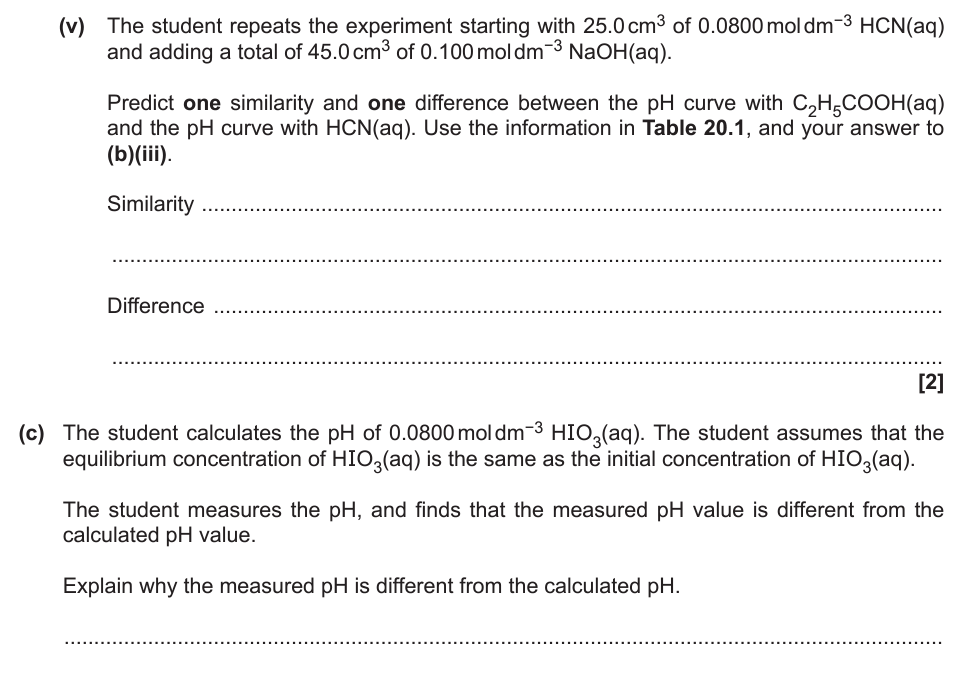 (v) The student repeats the experiment starting with 25.0 cm³ of 0.0800 mol dm⁻³ HCN(aq)
and adding a total of 45.0 cm³ of 0.100 mol dm⁻³ NaOH(aq).
Predict one similarity and one difference between the pH curve with C₂H₅COOH(aq)
and the pH curve with HCN(aq). Use the information in Table 20.1, and your answer to
(b)(iii).
Similarity ..........
..........
Difference ..........
..........
[2]
(c) The student calculates the pH of 0.0800 mol dm⁻³ HIO₃(aq). The student assumes that the
equilibrium concentration of HIO₃(aq) is the same as the initial concentration of HIO₃(aq).
The student measures the pH, and finds that the measured pH value is different from the
calculated pH value.
Explain why the measured pH is different from the calculated pH.
..........